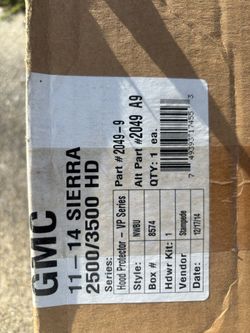 GMC
11-14 SIERRA
2500/3500 HD
Series:
Part #2049-9
Hood Protector - VP Series
Alt Part #2049 A9
Style: NWBU
QTY: 1 ea.
Box # 8574
Hdwr Kit: 1
Vendor Stampede
Date: 12/17/14